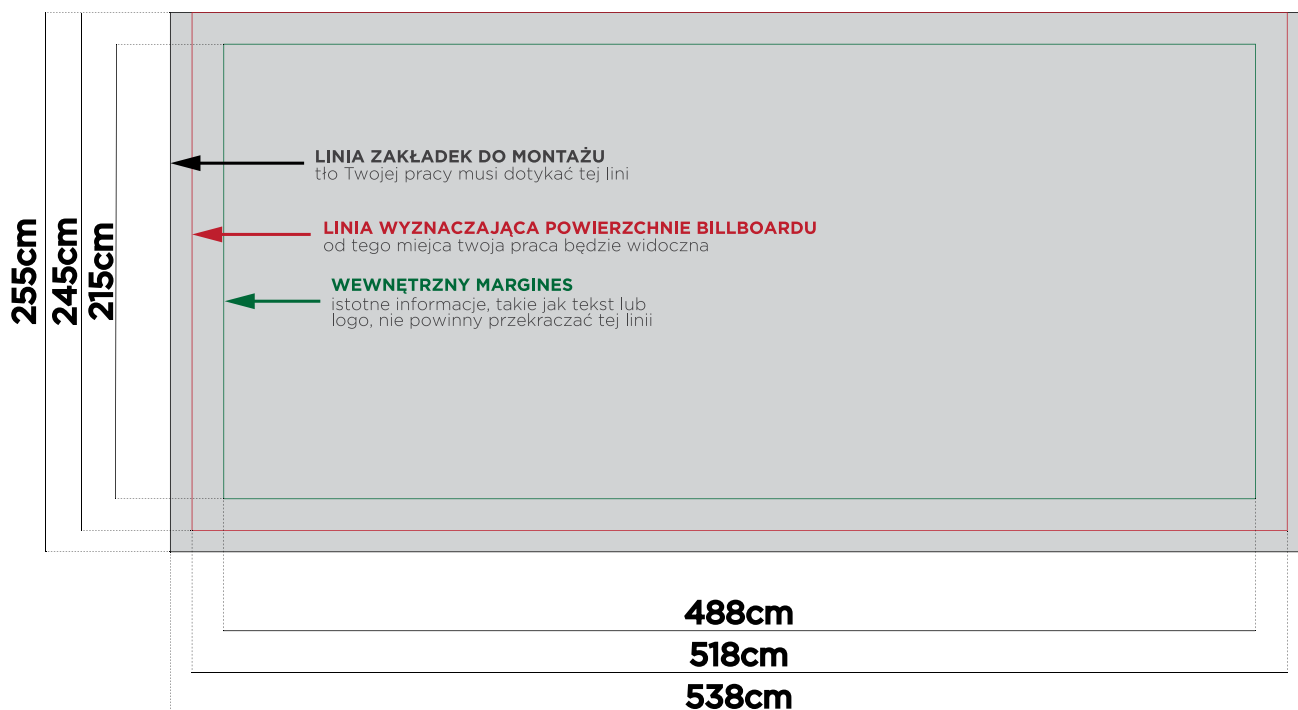 LINIA ZAKŁADEK DO MONTAŻU
tło Twojej pracy musi dotykać tej lini
LINIA WYZNACZAJĄCA POWIERZCHNIE BILLBOARDU
od tego miejca twoja praca będzie widoczna
WEWNĘTRZNY MARGINES
istotne informacje, takie jak tekst lub
logo, nie powinny przekraczać tej linii
255cm
245cm
215cm
488cm
518cm
538cm